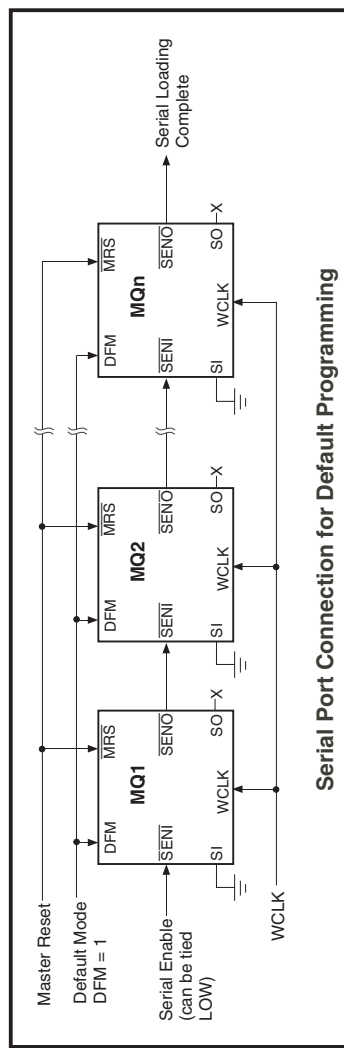 Master Reset
Default Mode
DFM = 1
Serial Enable
(can be tied
LOW)
WCLK
DFM
MRS
MQ1
SENI
SENO
SI
WCLK
SO
X
DFM
MRS
MQ2
SENI
SENO
SI
WCLK
SO
X
DFM
MRS
MQn
SENI
SENO
SI
WCLK
SO
X
Serial Loading
Complete
Serial Port Connection for Default Programming